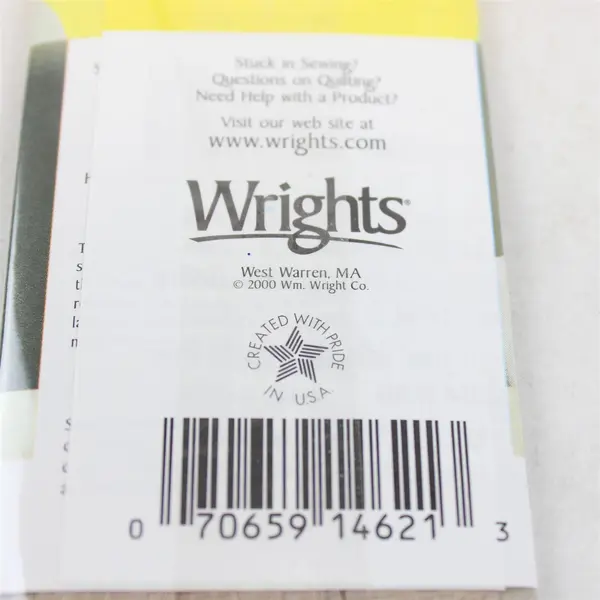 Stuck in Sewing?
Questions on Quilting?
Need Help with a Product?
Visit our web site at
www.wrights.com
Wrights®
West Warren, MA
© 2000 Wm. Wright Co.
CREATED WITH PRIDE
IN U.S.A.
0 70659 14621 3